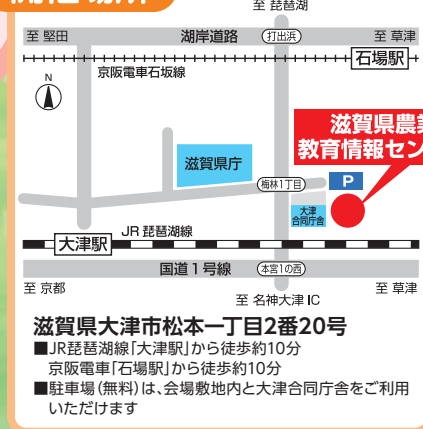 至 琵琶湖
至 堅田
湖岸道路
打出浜
至 草津
石場駅
京阪電車石坂線
N
滋賀県農業
教育情報セン
滋賀県庁
梅林1丁目
P
大津
合同庁舎
JR 琵琶湖線
大津駅
国道1号線
本宮1の西
至 京都
至 草津
至 名神大津 IC
滋賀県大津市松本一丁目2番20号
■JR琵琶湖線「大津駅」から徒歩約10分
京阪電車「石場駅」から徒歩約10分
■駐車場(無料)は、会場敷地内と大津合同庁舎をご利用
いただけます